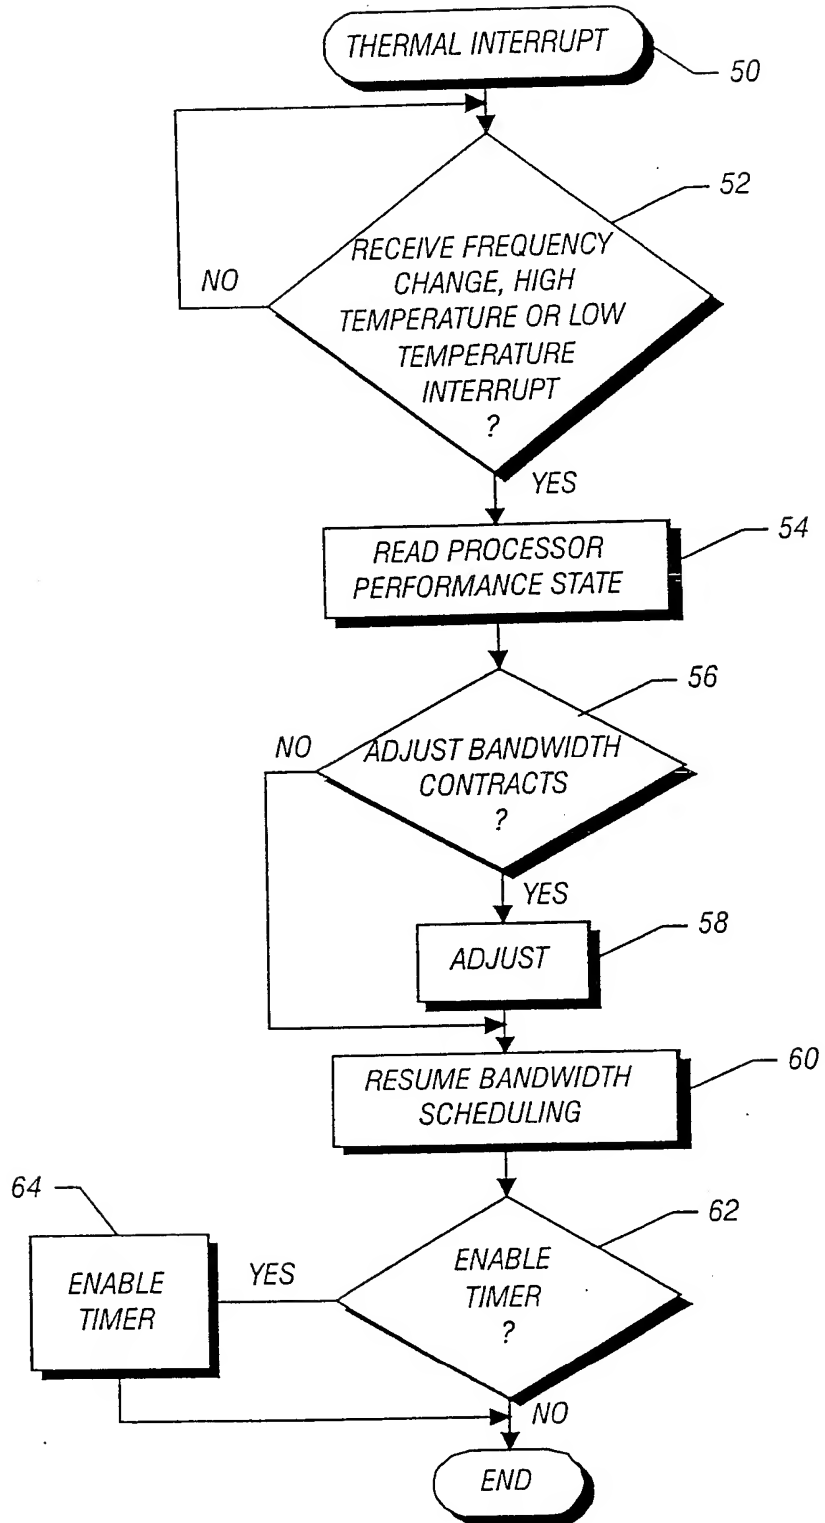 THERMAL INTERRUPT
50
52
RECEIVE FREQUENCY
CHANGE, HIGH
TEMPERATURE OR LOW
TEMPERATURE
INTERRUPT
?
NO
YES
READ PROCESSOR
PERFORMANCE STATE
54
56
NO
ADJUST BANDWIDTH
CONTRACTS
?
YES
ADJUST
58
RESUME BANDWIDTH
SCHEDULING
60
64
62
ENABLE
TIMER
YES
ENABLE
TIMER
?
NO
END